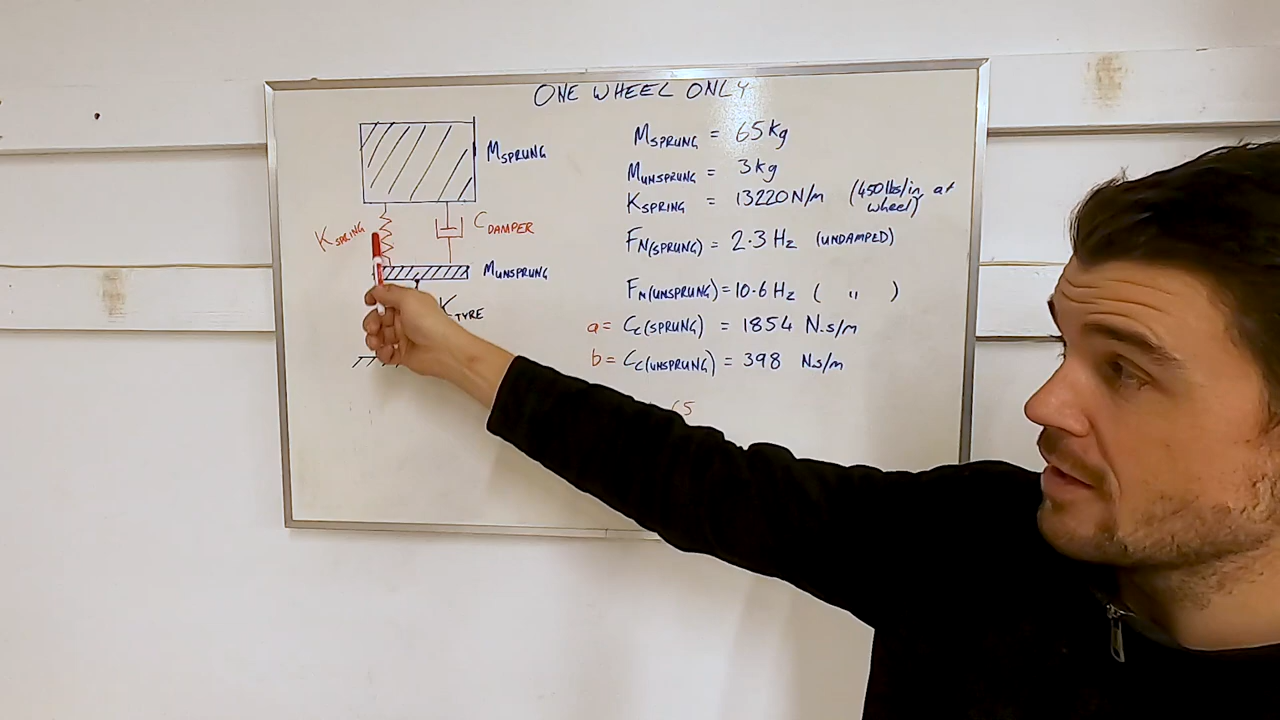 ONE WHEEL ONLY
MSPRUNG
KSPRING
CDAMPER
MUNSPRUNG
KTYRE
MSPRUNG = 65kg
MUNSPRUNG = 3kg
KSPRING = 13220N/m (450lbs/in at wheel)
FN(SPRUNG) = 2.3 Hz (UNDAMPED)
FN(UNSPRUNG) = 10.6 Hz ( " )
a = CC(SPRUNG) = 1854 N.s/m
b = CC(UNSPRUNG) = 398 N.s/m